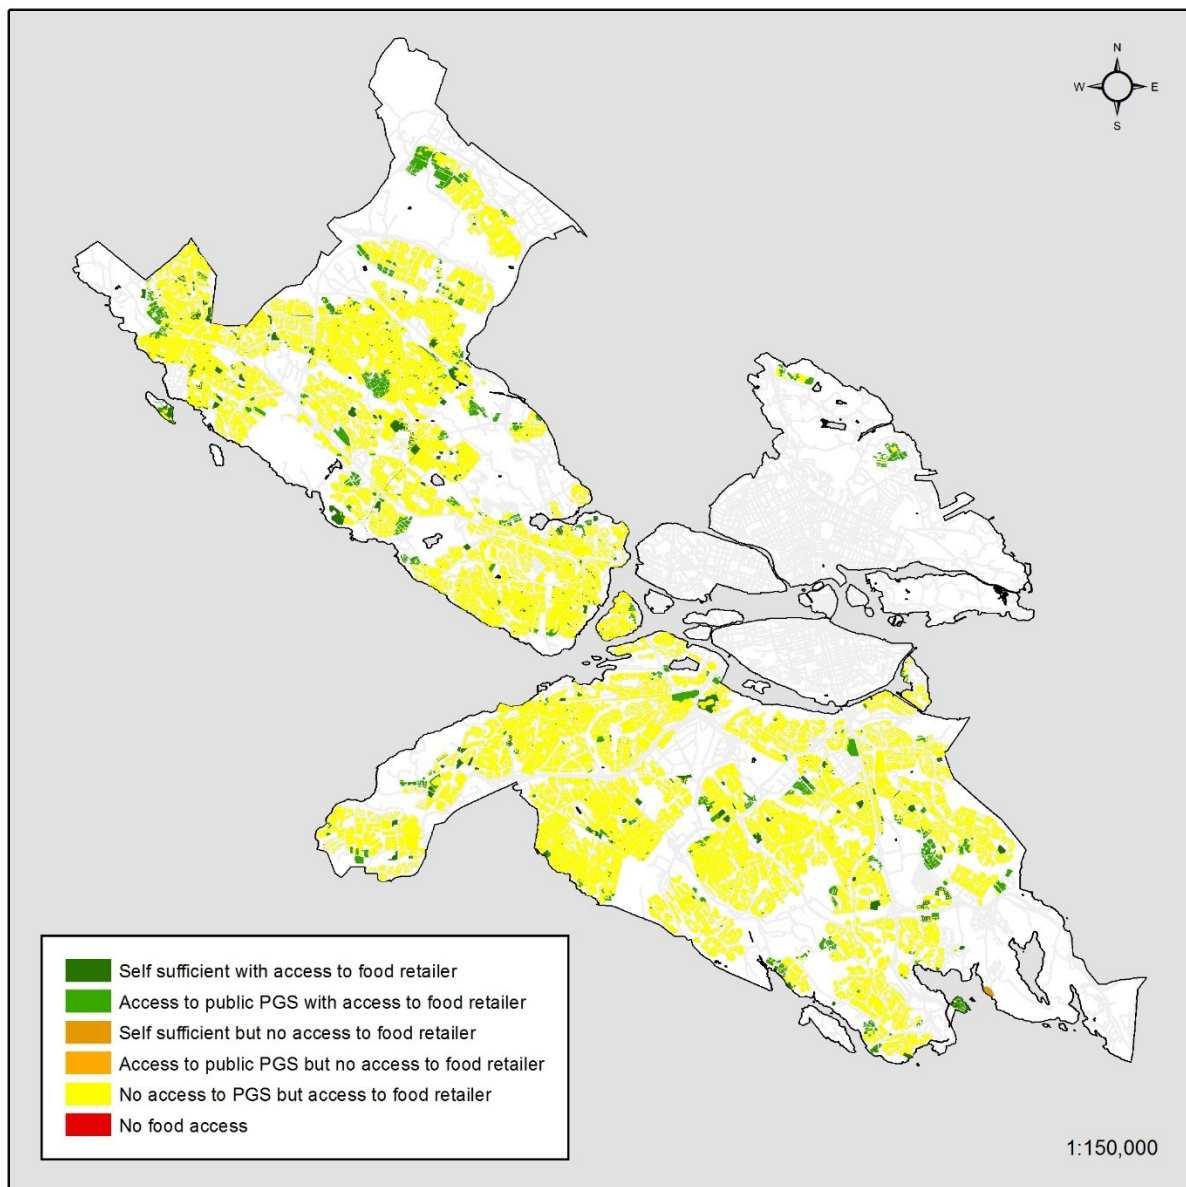 N
W E
S
Self sufficient with access to food retailer
Access to public PGS with access to food retailer
Self sufficient but no access to food retailer
Access to public PGS but no access to food retailer
No access to PGS but access to food retailer
No food access
1:150,000